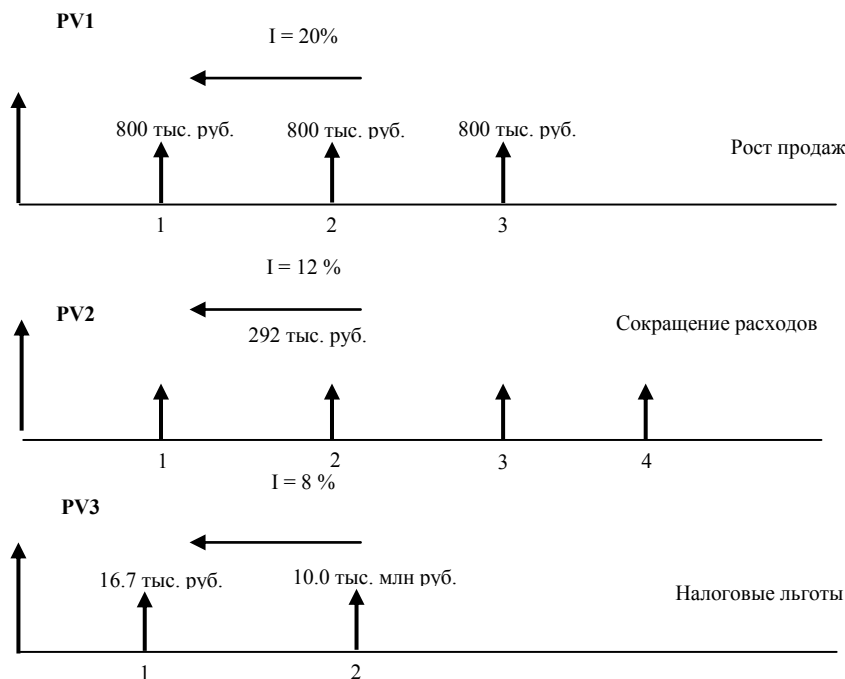 PV1
I = 20%
800 тыс. руб. 800 тыс. руб. 800 тыс. руб.
Рост продаж
1 2 3
I = 12 %
PV2
Сокращение расходов
292 тыс. руб.
1 2 3 4
I = 8 %
PV3
16.7 тыс. руб. 10.0 тыс. млн руб.
Налоговые льготы
1 2